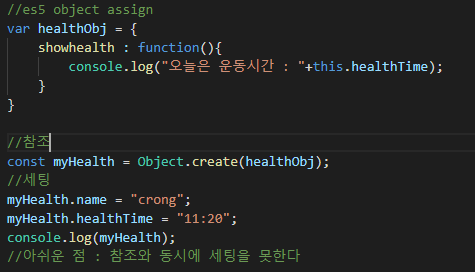 //es5 object assign
var healthObj = {
    showhealth : function(){
        console.log("오늘은 운동시간 : "+this.healthTime);
    }
}

//참조
const myHealth = Object.create(healthObj);
//세팅
myHealth.name = "crong";
myHealth.healthTime = "11:20";
console.log(myHealth);
//아쉬운 점 : 참조와 동시에 세팅을 못한다